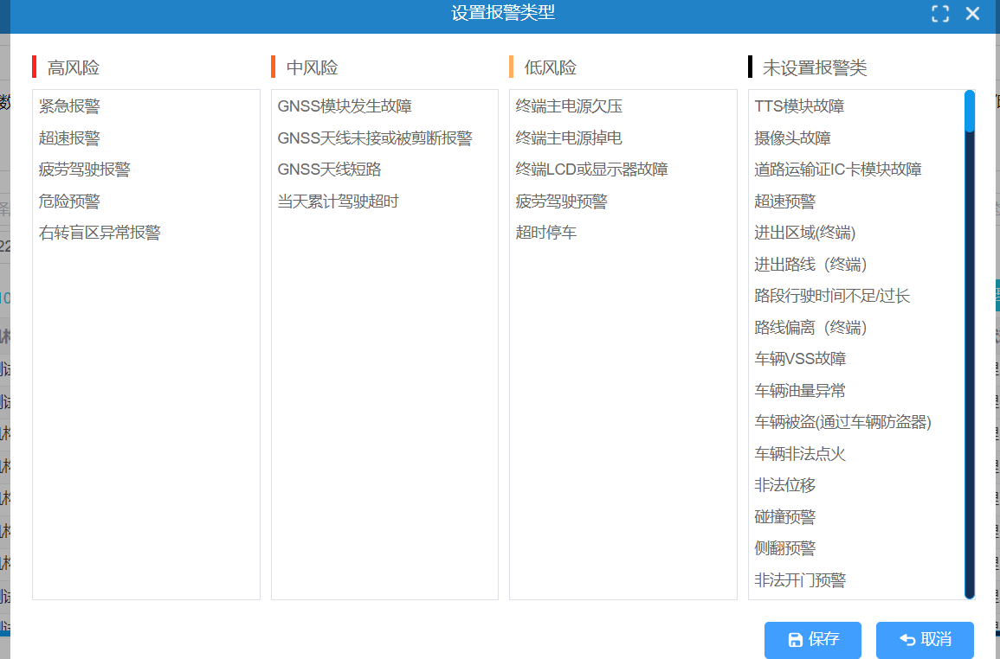 设置报警类型
高风险
紧急报警
超速报警
疲劳驾驶报警
危险预警
右转盲区异常报警
中风险
GNSS模块发生故障
GNSS天线未接或被剪断报警
GNSS天线短路
当天累计驾驶超时
低风险
终端主电源欠压
终端主电源掉电
终端LCD或显示器故障
疲劳驾驶预警
超时停车
未设置报警类
TTS模块故障
摄像头故障
道路运输证IC卡模块故障
超速预警
进出区域(终端)
进出路线（终端）
路段行驶时间不足/过长
路线偏离（终端）
车辆VSS故障
车辆油量异常
车辆被盗(通过车辆防盗器)
车辆非法点火
非法位移
碰撞预警
侧翻预警
非法开门预警
保存
取消